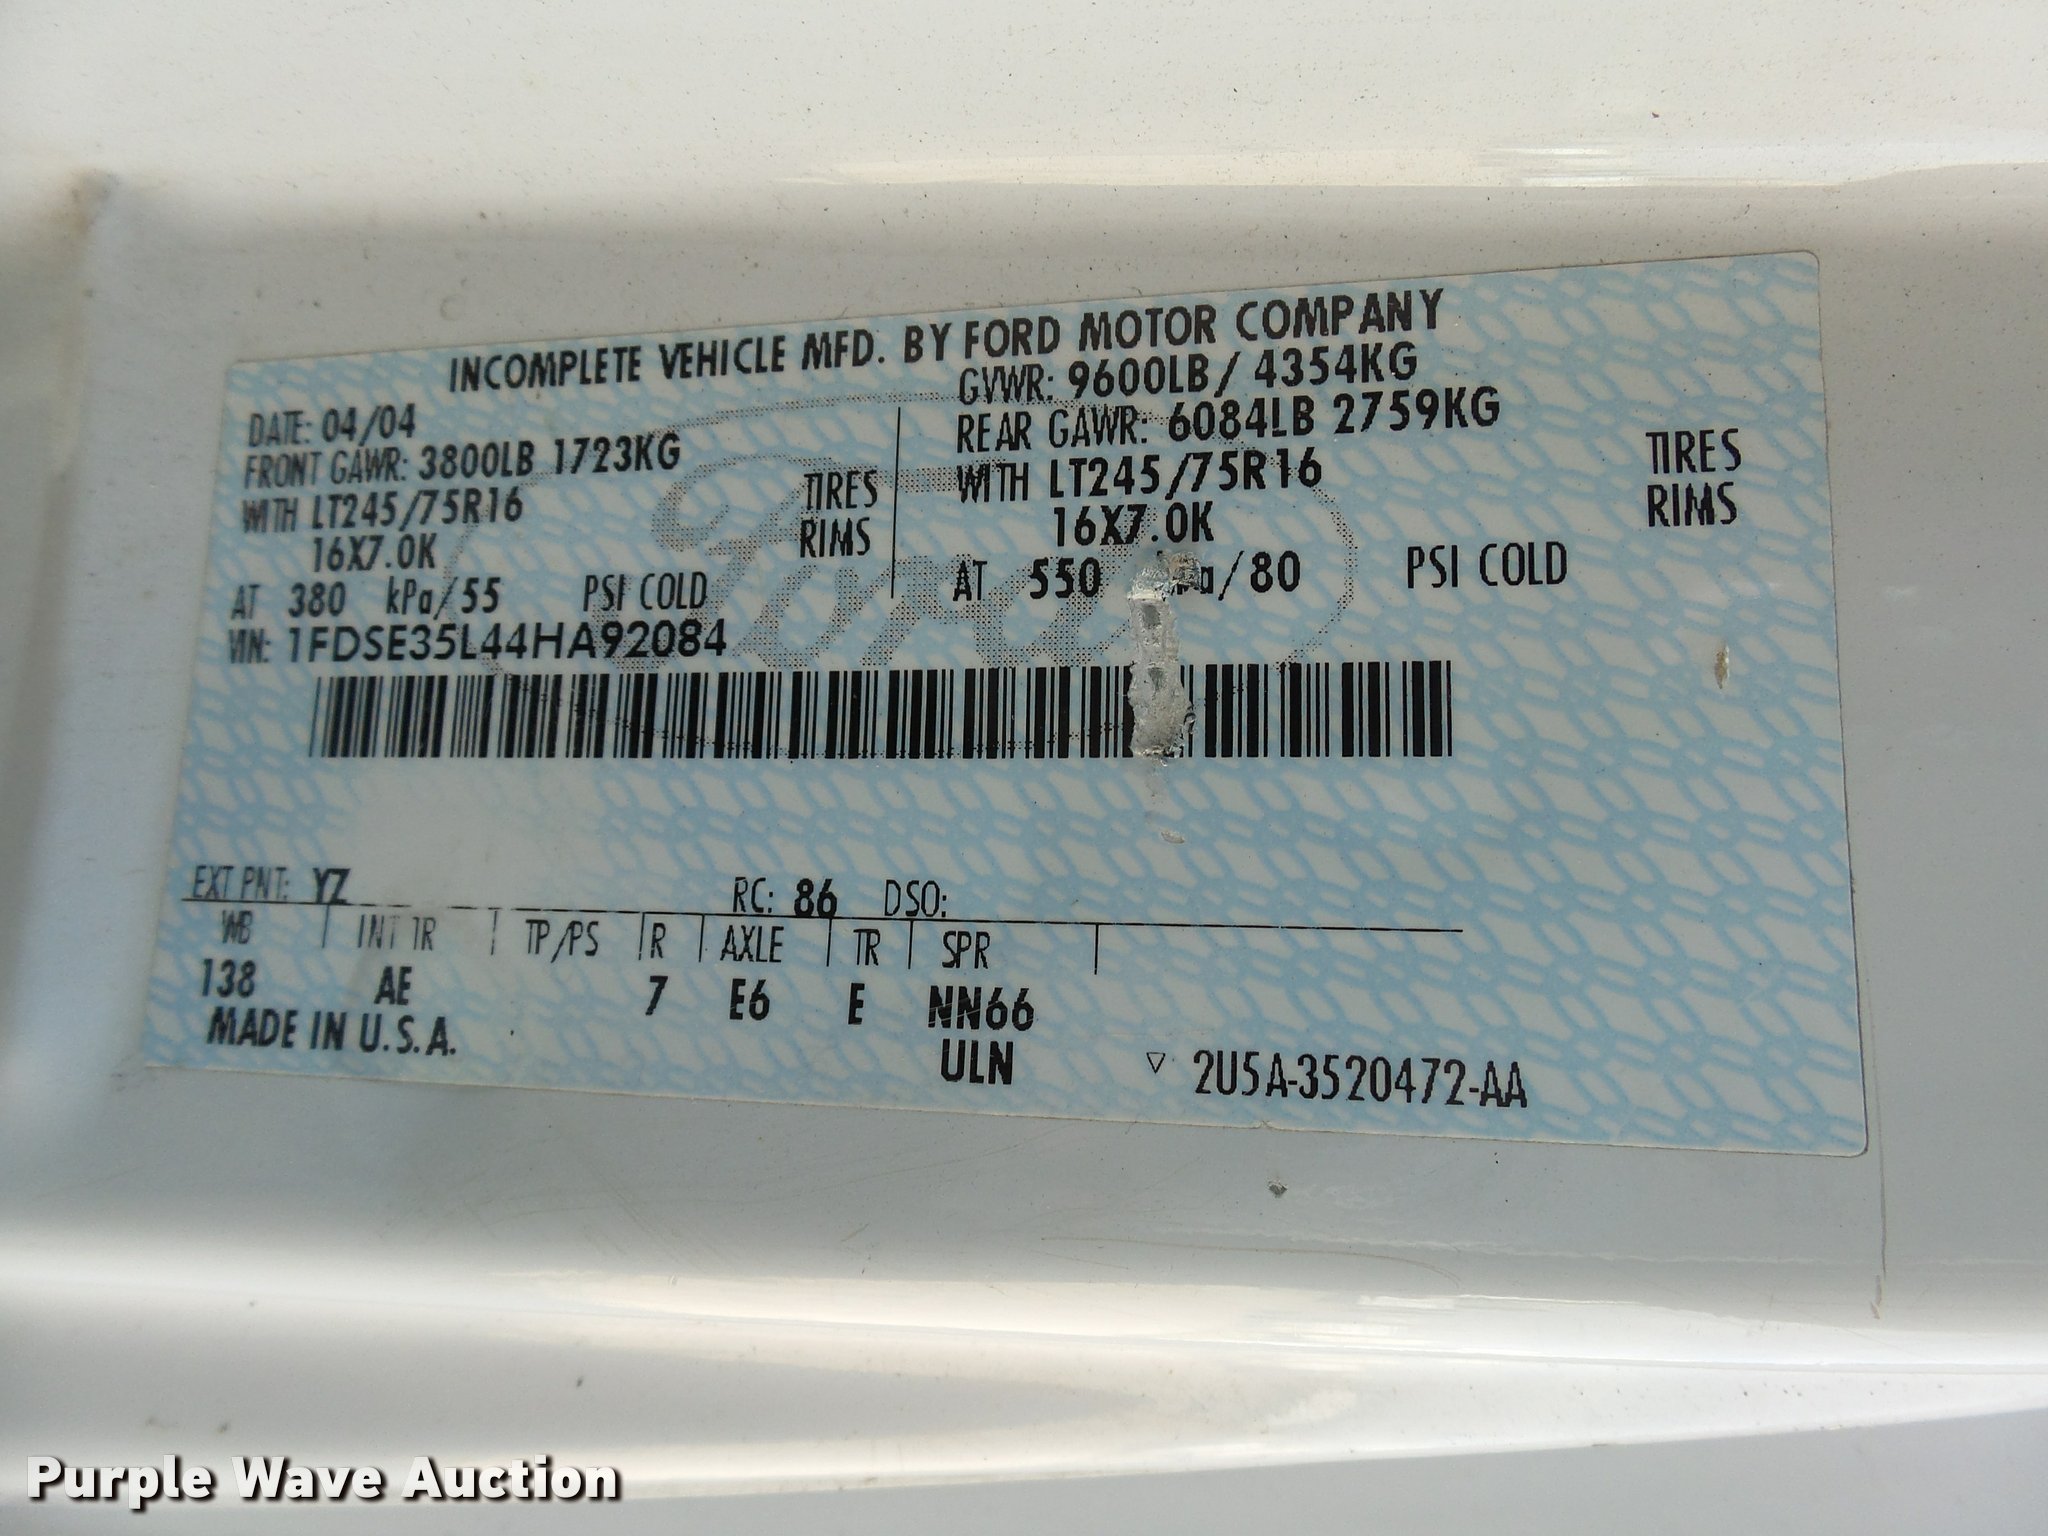 INCOMPLETE VEHICLE MFD. BY FORD MOTOR COMPANY
DATE: 04/04
GVWR: 9600LB/ 4354KG
FRONT GAWR: 3800LB 1723KG
REAR GAWR: 6084LB 2759KG
WITH LT245/75R16 TIRES
WITH LT245/75R16 TIRES
16X7.0K RIMS
16X7.0K RIMS
AT 380 kPa/55 PSI COLD
AT 550 kPa/80 PSI COLD
VIN: 1FDSE35L44HA92084
Ford
EXT PNT: YZ RC: 86 DSO:
WB INT TR TP/PS R AXLE TR SPR
138 AE 7 E6 E NN66
MADE IN U.S.A. ULN ▽ 2U5A-3520472-AA
Purple Wave Auction